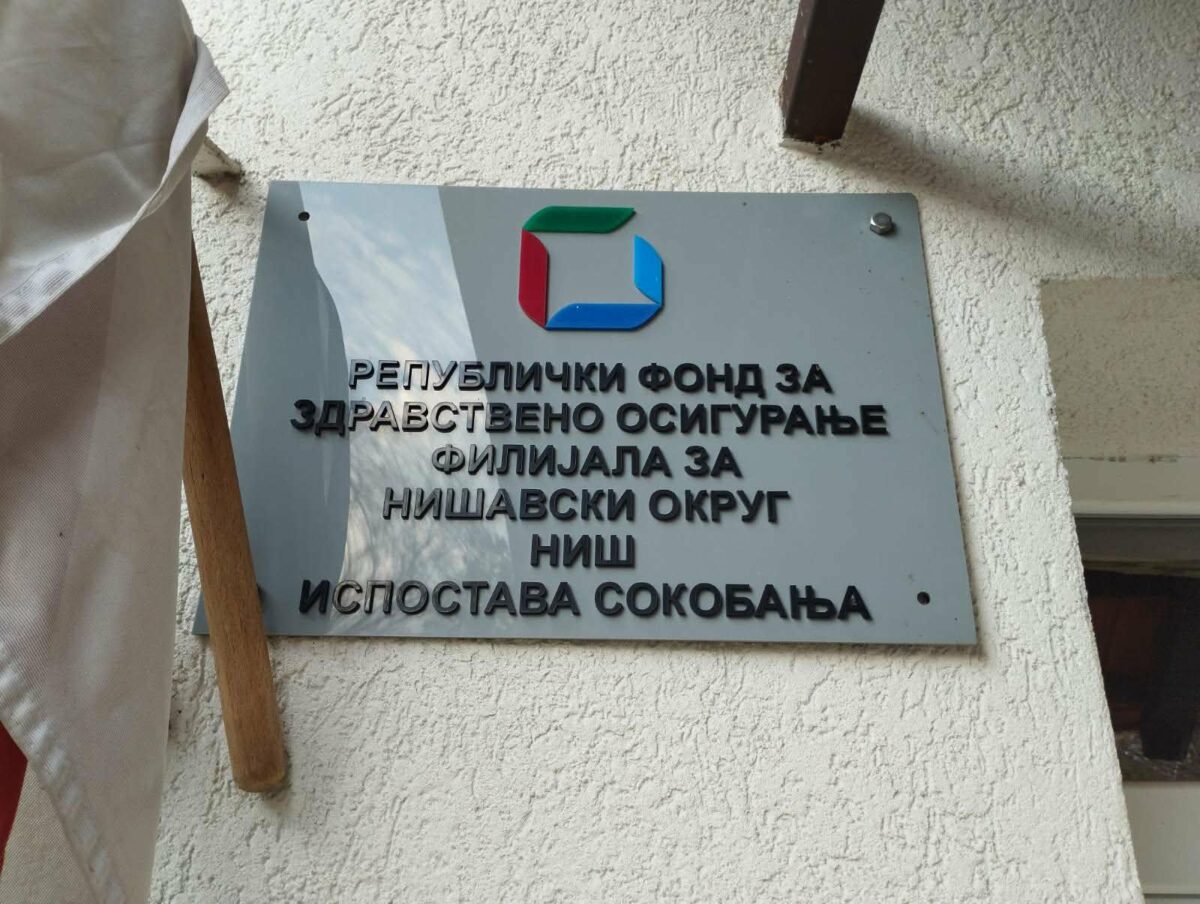 РЕПУБЛИЧКИ ФОНД ЗА
ЗДРАВСТВЕНО ОСИГУРАЊЕ
ФИЛИЈАЛА ЗА
НИШАВСКИ ОКРУГ
НИШ
ИСПОСТАВА СОКОБАЊА